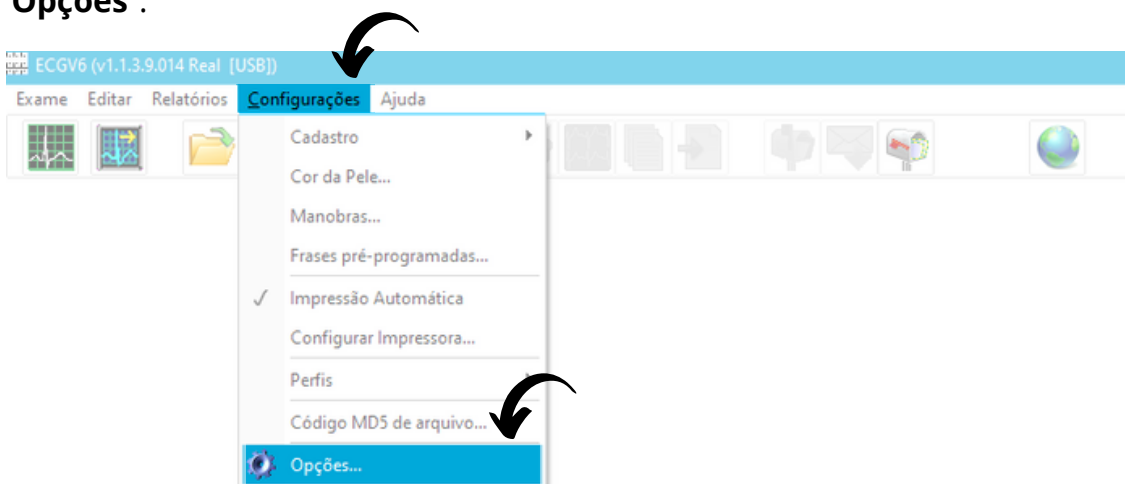 Opções".
ECGV6 (v1.1.3.9.014 Real [USB])
Exame Editar Relatórios Configurações Ajuda
Cadastro
Cor da Pele...
Manobras...
Frases pré-programadas...
Impressão Automática
Configurar Impressora...
Perfis
Código MD5 de arquivo...
Opções...